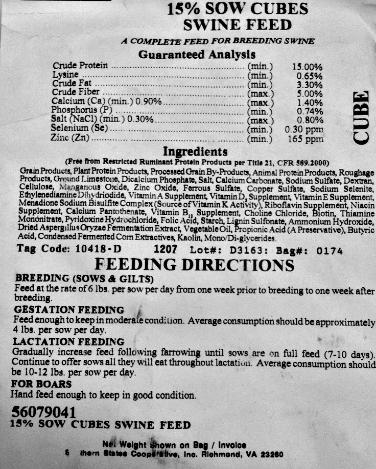 15% SOW CUBES
SWINE FEED
A COMPLETE FEED FOR BREEDING SWINE
Guaranteed Analysis
Crude Protein (min.) 15.00%
Lysine (min.) 0.65%
Crude Fat (min.) 3.30%
Crude Fiber (max.) 5.00%
Calcium (Ca) (min.) 0.90% (max) 1.40%
Phosphorus (P) (min.) 0.74%
Salt (NaCl) (min.) 0.30% (max) 0.80%
Selenium (Se) (min.) 0.30 ppm
Zinc (Zn) (min.) 165 ppm
CUBE
Ingredients
(Free from Restricted Ruminant Protein Products per Title 21, CFR 589.2000)
Grain Products, Plant Protein Products, Processed Grain By-Products, Animal Protein Products, Roughage
Products, Ground Limestone, Dicalcium Phosphate, Salt, Calcium Carbonate, Sodium Sulfate, Dextran,
Cellulose, Manganous Oxide, Zinc Oxide, Ferrous Sulfate, Copper Sulfate, Sodium Selenite,
Ethylenediamine Dihydriodide, Vitamin A Supplement, Vitamin D3 Supplement, Vitamin E Supplement,
Menadione Sodium Bisulfite Complex (Source of Vitamin K Activity), Riboflavin Supplement, Niacin
Supplement, Calcium Pantothenate, Vitamin B12 Supplement, Choline Chloride, Biotin, Thiamine
Mononitrate, Pyridoxine Hydrochloride, Folic Acid, Starch, Lignin Sulfonate, Ammonium Hydroxide,
Dried Aspergillus Oryzae Fermentation Extract, Vegetable Oil, Propionic Acid (A Preservative), Butyric
Acid, Condensed Fermented Corn Extractives, Kaolin, Mono/Di-glycerides.
Tag Code: 10418-D 1207 Lot#: D3163: Bag#: 0174
FEEDING DIRECTIONS
BREEDING (SOWS & GILTS)
Feed at the rate of 6 lbs. per sow per day from one week prior to breeding to one week after
breeding.
GESTATION FEEDING
Feed enough to keep in moderate condition. Average consumption should be approximately
4 lbs. per sow per day.
LACTATION FEEDING
Gradually increase feed following farrowing until sows are on full feed (7-10 days).
Continue to offer sows all they will eat throughout lactation. Average consumption should
be 10-12 lbs. per sow per day.
FOR BOARS
Hand feed enough to keep in good condition.
56079041
15% SOW CUBES SWINE FEED
Net Weight Shown on Bag / Invoice
S thern States Cooperative, Inc. Richmond, VA 23260